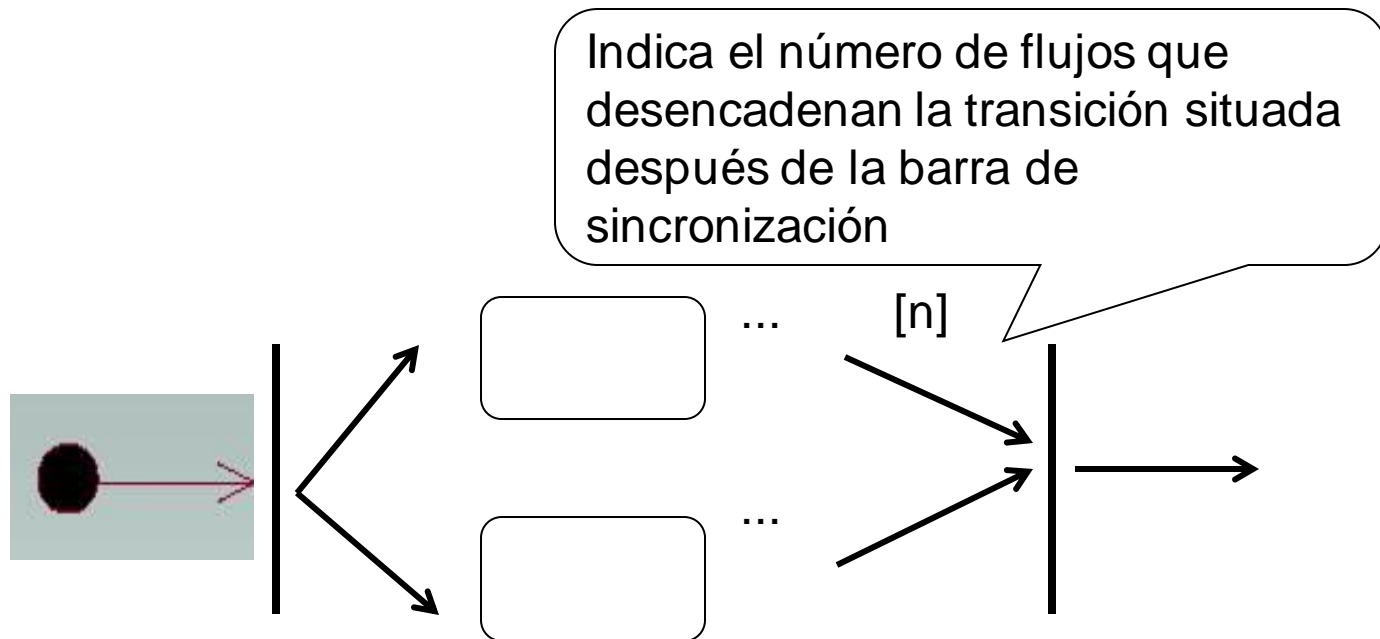 Indica el número de flujos que
desencadenan la transición situada
después de la barra de
sincronización
... [n]
...